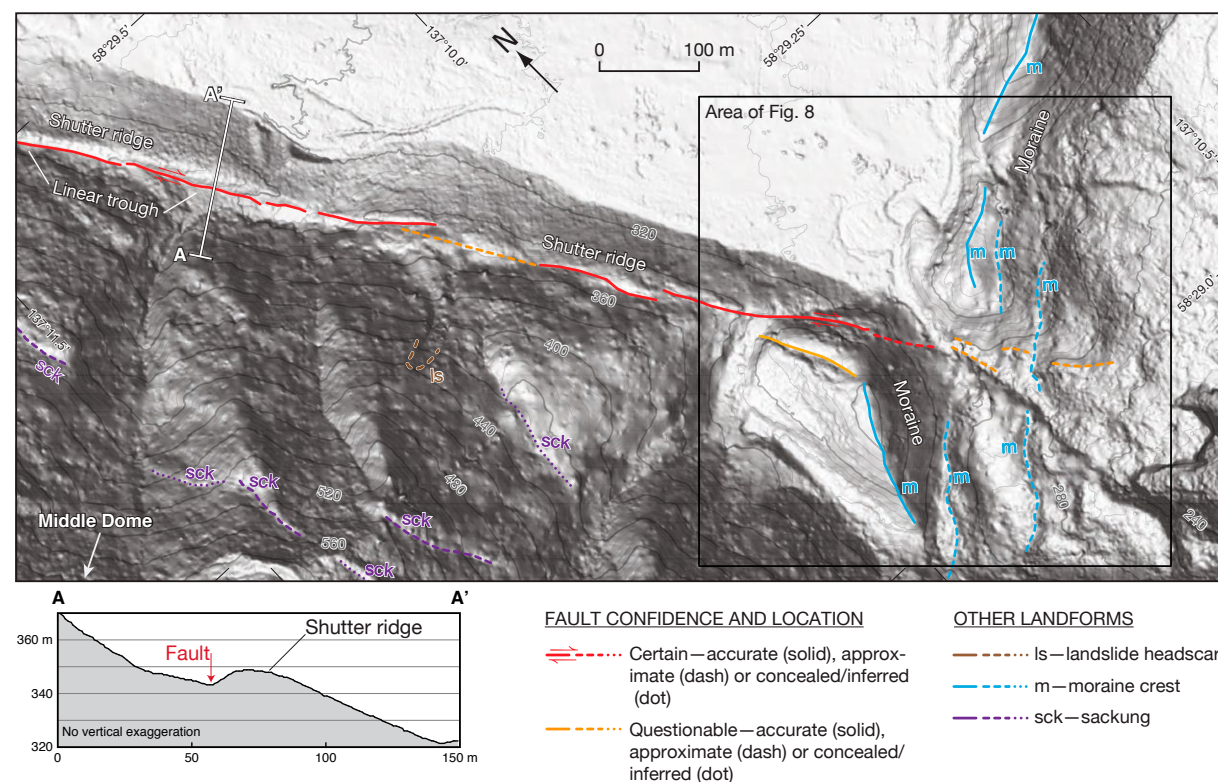 58°29.5'
137°10.0'
N
0 100 m
58°29.25'
m
A'
Area of Fig. 8
137°10.5'
Shutter ridge
Moraine
Linear trough
320
Shutter ridge
A
m
m
m
58°29.0'
360
137°11.5'
sck
400
ls
Moraine
440
sck
m
sck
sck
480
m
m
520
280
sck
240
Middle Dome
560
sck
A A'
360 m
Shutter ridge
Fault
340
No vertical exaggeration
320
0 50 100 150 m
FAULT CONFIDENCE AND LOCATION
Certain—accurate (solid), approx-
imate (dash) or concealed/inferred
(dot)
Questionable—accurate (solid),
approximate (dash) or concealed/
inferred (dot)
OTHER LANDFORMS
ls—landslide headscar
m—moraine crest
sck—sackung